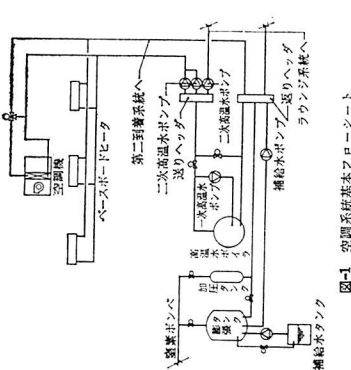 ラウンジ系統へ
返りヘッダ
第二到着系統へ
二次高温水ポンプ
送りヘッダ
二次高温水ポンプ
補給水ポンプ
空調機
ベースボードヒータ
一次高温水
ポンプ
高温水ボイラ
加圧タンク
窒素ボンベ
膨張タンク
補給水タンク
図-1 空調系統基本フローシート